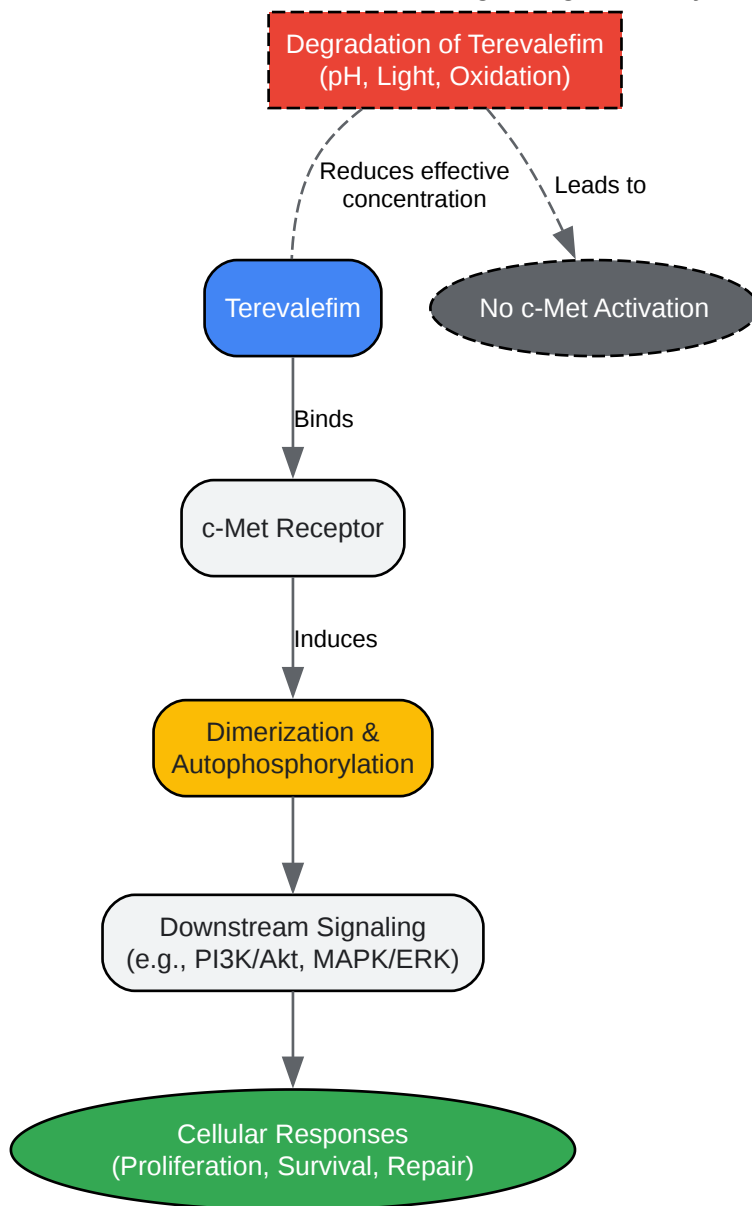 Degradation of Terevalefim
(pH, Light, Oxidation)
Reduces effective
concentration
Leads to
Terevalefim
No c-Met Activation
Binds
c-Met Receptor
Induces
Dimerization &
Autophosphorylation
Downstream Signaling
(e.g., PI3K/Akt, MAPK/ERK)
Cellular Responses
(Proliferation, Survival, Repair)